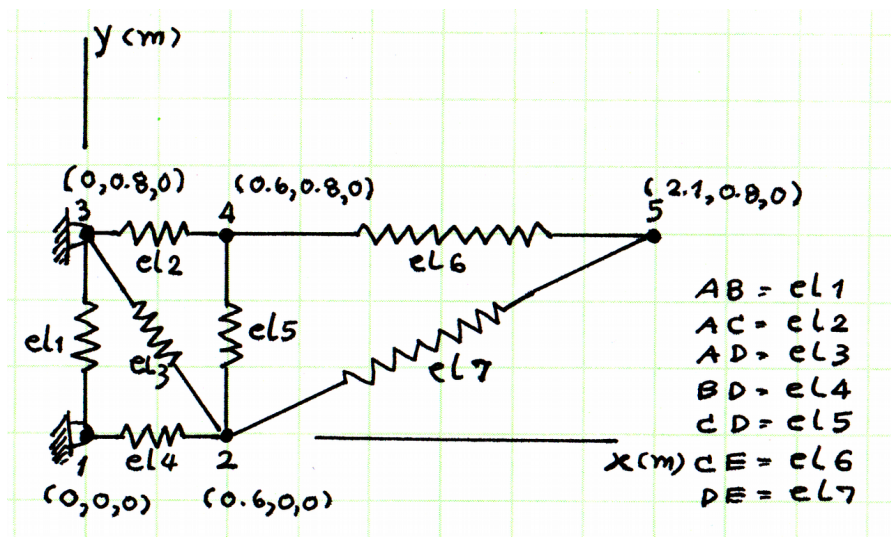 y (m)
(0,0.8,0)
(0.6,0.8,0)
(2.1,0.8,0)
3
4
5
el2
el6
el1
el3
el5
el7
AB = el1
AC = el2
AD = el3
BD = el4
CD = el5
CE = el6
DE = el7
1
el4
2
x(m)
(0,0,0)
(0.6,0,0)